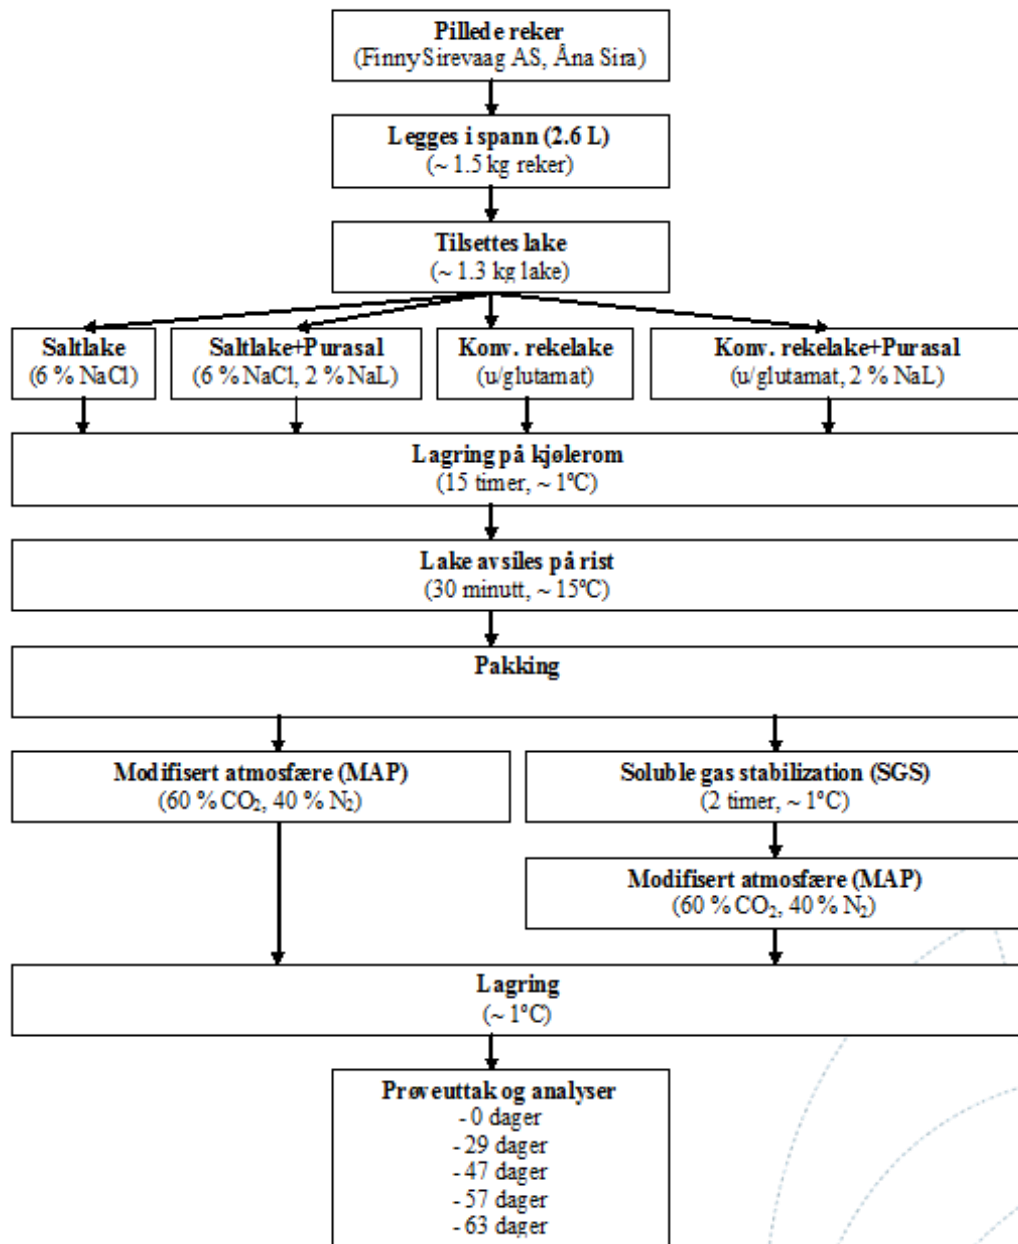 Pillede reker
(Finny Sirevaag AS, Åna Sira)
Legges i spann (2.6 L)
(~ 1.5 kg reker)
Tilsettes lake
(~ 1.3 kg lake)
Saltlake
(6 % NaCl)
Saltlake+Purasal
(6 % NaCl, 2 % NaL)
Konv. rekelake
(u/glutamat)
Konv. rekelake+Purasal
(u/glutamat, 2 % NaL)
Lagring på kjølerom
(15 timer, ~ 1°C)
Lake avsiles på rist
(30 minutt, ~ 15°C)
Pakking
Modifisert atmosfære (MAP)
(60 % CO₂, 40 % N₂)
Soluble gas stabilization (SGS)
(2 timer, ~ 1°C)
Modifisert atmosfære (MAP)
(60 % CO₂, 40 % N₂)
Lagring
(~ 1°C)
Prøveuttak og analyser
- 0 dager
- 29 dager
- 47 dager
- 57 dager
- 63 dager